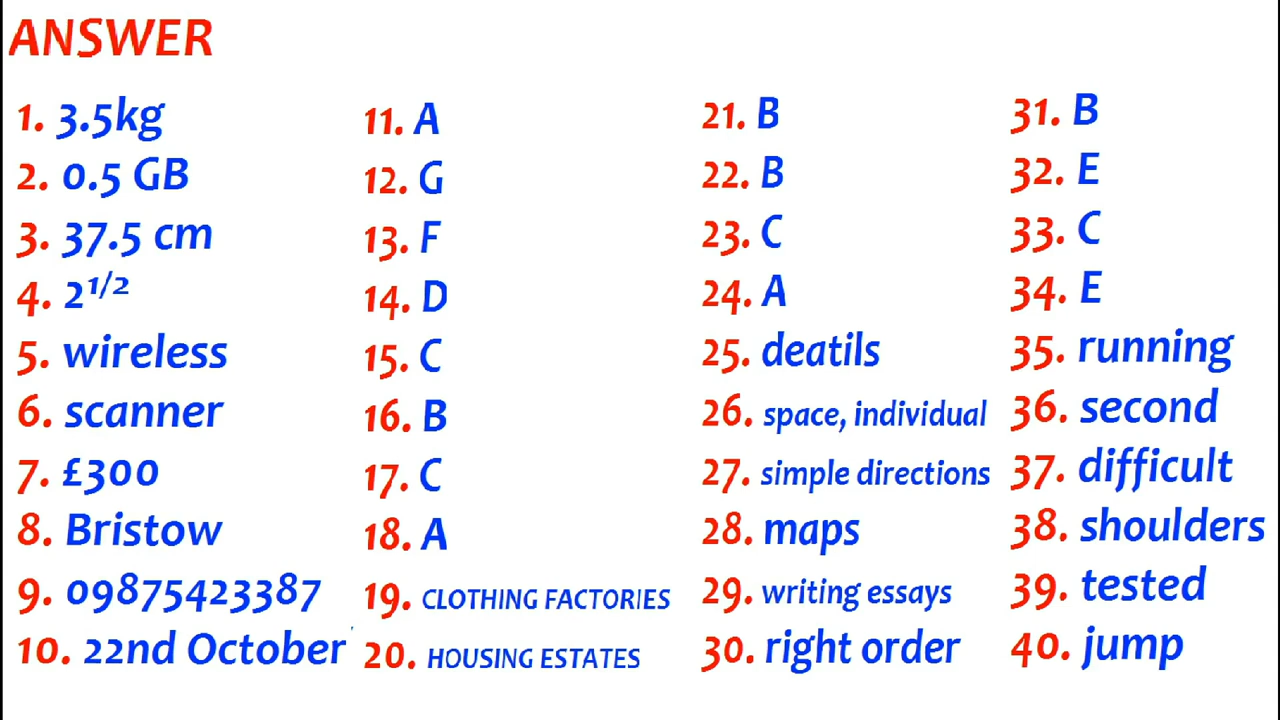 ANSWER
1. 3.5kg
2. 0.5 GB
3. 37.5 cm
4. 2 1/2
5. wireless
6. scanner
7. £300
8. Bristow
9. 09875423387
10. 22nd October
11. A
12. G
13. F
14. D
15. C
16. B
17. C
18. A
19. CLOTHING FACTORIES
20. HOUSING ESTATES
21. B
22. B
23. C
24. A
25. deatils
26. space, individual
27. simple directions
28. maps
29. writing essays
30. right order
31. B
32. E
33. C
34. E
35. running
36. second
37. difficult
38. shoulders
39. tested
40. jump